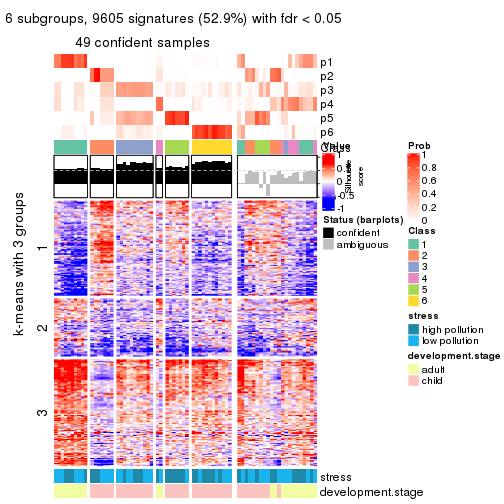 6 subgroups, 9605 signatures (52.9%) with fdr < 0.05
49 confident samples
p1
p2
p3
p4
p5
p6
Class
Value
1
0.5
0
-0.5
-1
Silhouette
score
Status (barplots)
confident
ambiguous
Prob
1
0.8
0.6
0.4
0.2
0
Class
1
2
3
4
5
6
stress
high pollution
low pollution
development.stage
adult
child
k-means with 3 groups
1
2
3
stress
development.stage